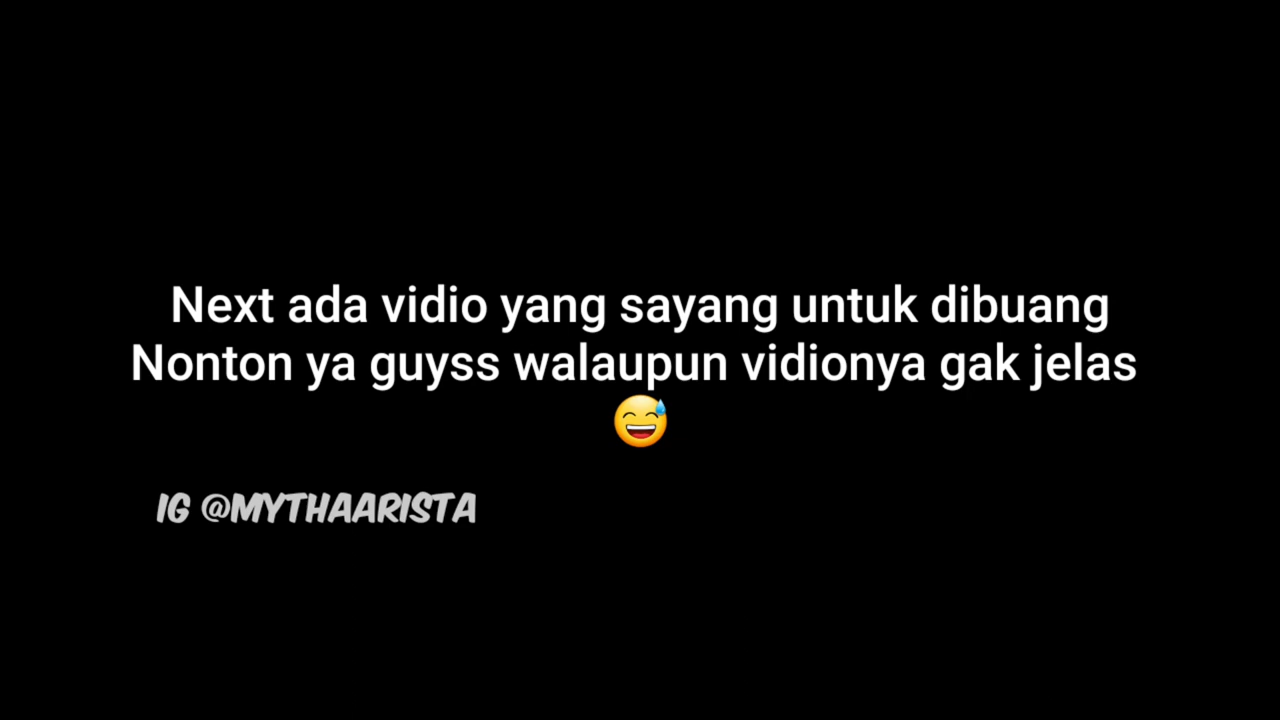 Next ada vidio yang sayang untuk dibuang
Nonton ya guyss walaupun vidionya gak jelas
😅
IG @MYTHAARISTA